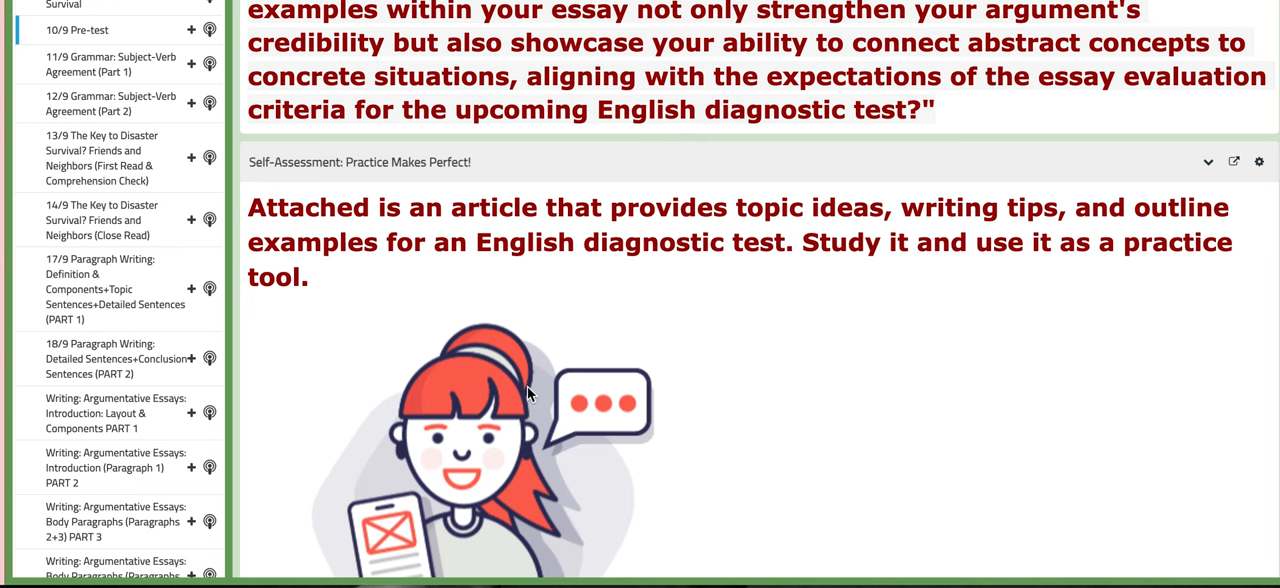 Survival
10/9 Pre-test
11/9 Grammar: Subject-Verb
Agreement (Part 1)
12/9 Grammar: Subject-Verb
Agreement (Part 2)
13/9 The Key to Disaster
Survival? Friends and
Neighbors (First Read &
Comprehension Check)
14/9 The Key to Disaster
Survival? Friends and
Neighbors (Close Read)
17/9 Paragraph Writing:
Definition &
Components+Topic
Sentences+Detailed Sentences
(PART 1)
18/9 Paragraph Writing:
Detailed Sentences+Conclusion
Sentences (PART 2)
Writing: Argumentative Essays:
Introduction: Layout &
Components PART 1
Writing: Argumentative Essays:
Introduction (Paragraph 1)
PART 2
Writing: Argumentative Essays:
Body Paragraphs (Paragraphs
2+3) PART 3
Writing: Argumentative Essays:
Body Paragraphs (Paragraphs
examples within your essay not only strengthen your argument's
credibility but also showcase your ability to connect abstract concepts to
concrete situations, aligning with the expectations of the essay evaluation
criteria for the upcoming English diagnostic test?"
Self-Assessment: Practice Makes Perfect!
Attached is an article that provides topic ideas, writing tips, and outline
examples for an English diagnostic test. Study it and use it as a practice
tool.